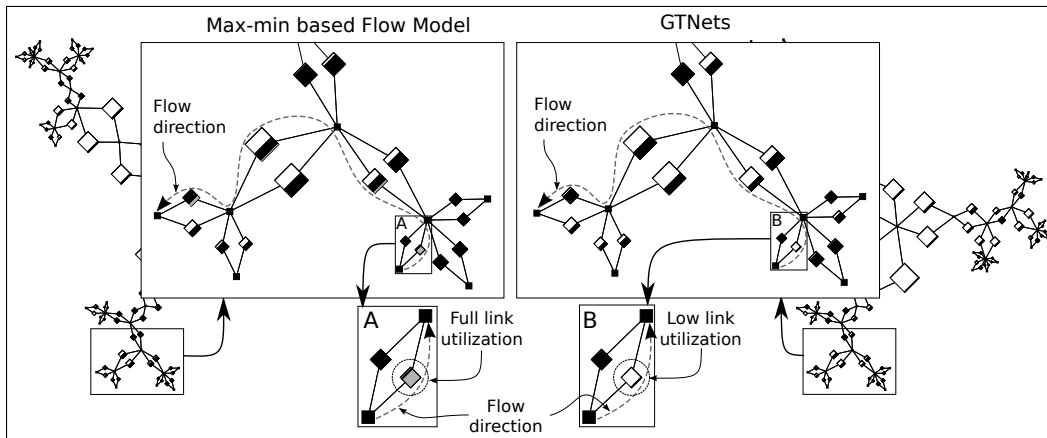 Max-min based Flow Model
GTNets
Flow
direction
Flow
direction
A
B
A
Full link
utilization
B
Low link
utilization
Flow
direction